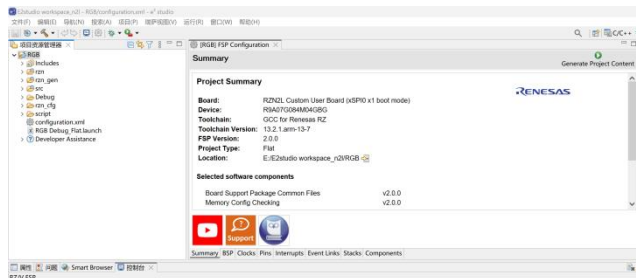 E2studio workspace_n2l - RGB/configuration.xml - e² studio
文件(F) 编辑(E) 导航(N) 搜索(A) 项目(P) 瑞萨视图(V) 运行(R) 窗口(W) 帮助(H)
C/C++
项目资源管理器
[RGB] FSP Configuration
RGB
Includes
rzn
rzn_gen
src
Debug
rzn_cfg
script
configuration.xml
RGB Debug_Flat.launch
Developer Assistance
Summary
Generate Project Content
Project Summary
RENESAS
Board: RZN2L Custom User Board (xSPI0 x1 boot mode)
Device: R9A07G084M04GBG
Toolchain: GCC for Renesas RZ
Toolchain Version: 13.2.1.arm-13-7
FSP Version: 2.0.0
Project Type: Flat
Location: E:/E2studio workspace_n2l/RGB
Selected software components
Board Support Package Common Files v2.0.0
Memory Config Checking v2.0.0
Support
Summary BSP Clocks Pins Interrupts Event Links Stacks Components
属性 问题 Smart Browser 控制台
RZ/V FSP